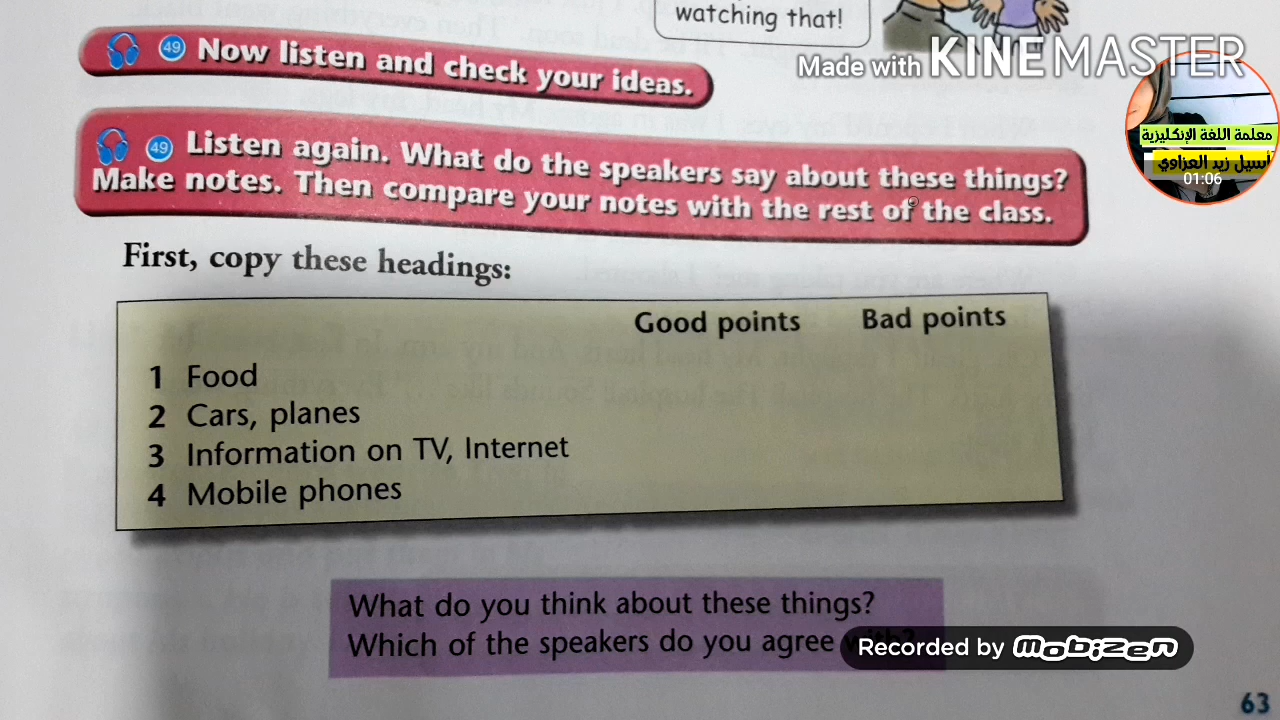 watching that!
49 Now listen and check your ideas.
Made with KINEMASTER
49 Listen again. What do the speakers say about these things?
Make notes. Then compare your notes with the rest of the class.
معلمة اللغة الإنكليزية
أسيل زيد العزاوي
01:06
First, copy these headings:
Good points Bad points
1 Food
2 Cars, planes
3 Information on TV, Internet
4 Mobile phones
What do you think about these things?
Which of the speakers do you agree with?
Recorded by mobizen
63